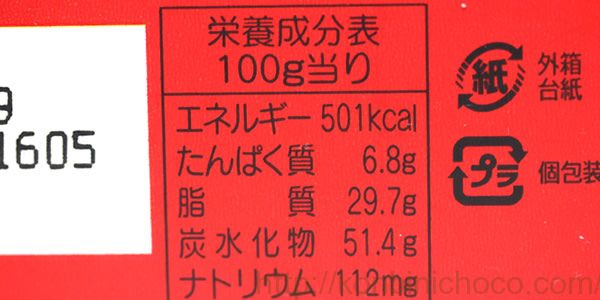 栄養成分表
100g当り
エネルギー 501kcal
たんぱく質 6.8g
脂質 29.7g
炭水化物 51.4g
ナトリウム 112mg
1605
紙
外箱
台紙
プラ
個包装